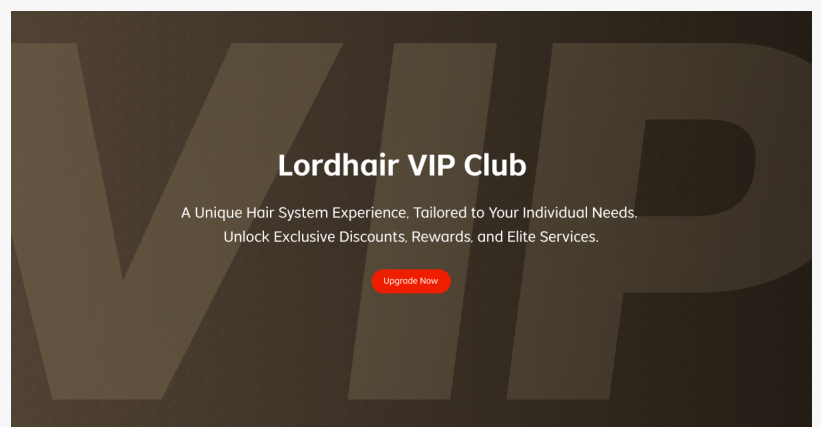 VIP
Lordhair VIP Club
A Unique Hair System Experience, Tailored to Your Individual Needs.
Unlock Exclusive Discounts, Rewards, and Elite Services.
Upgrade Now